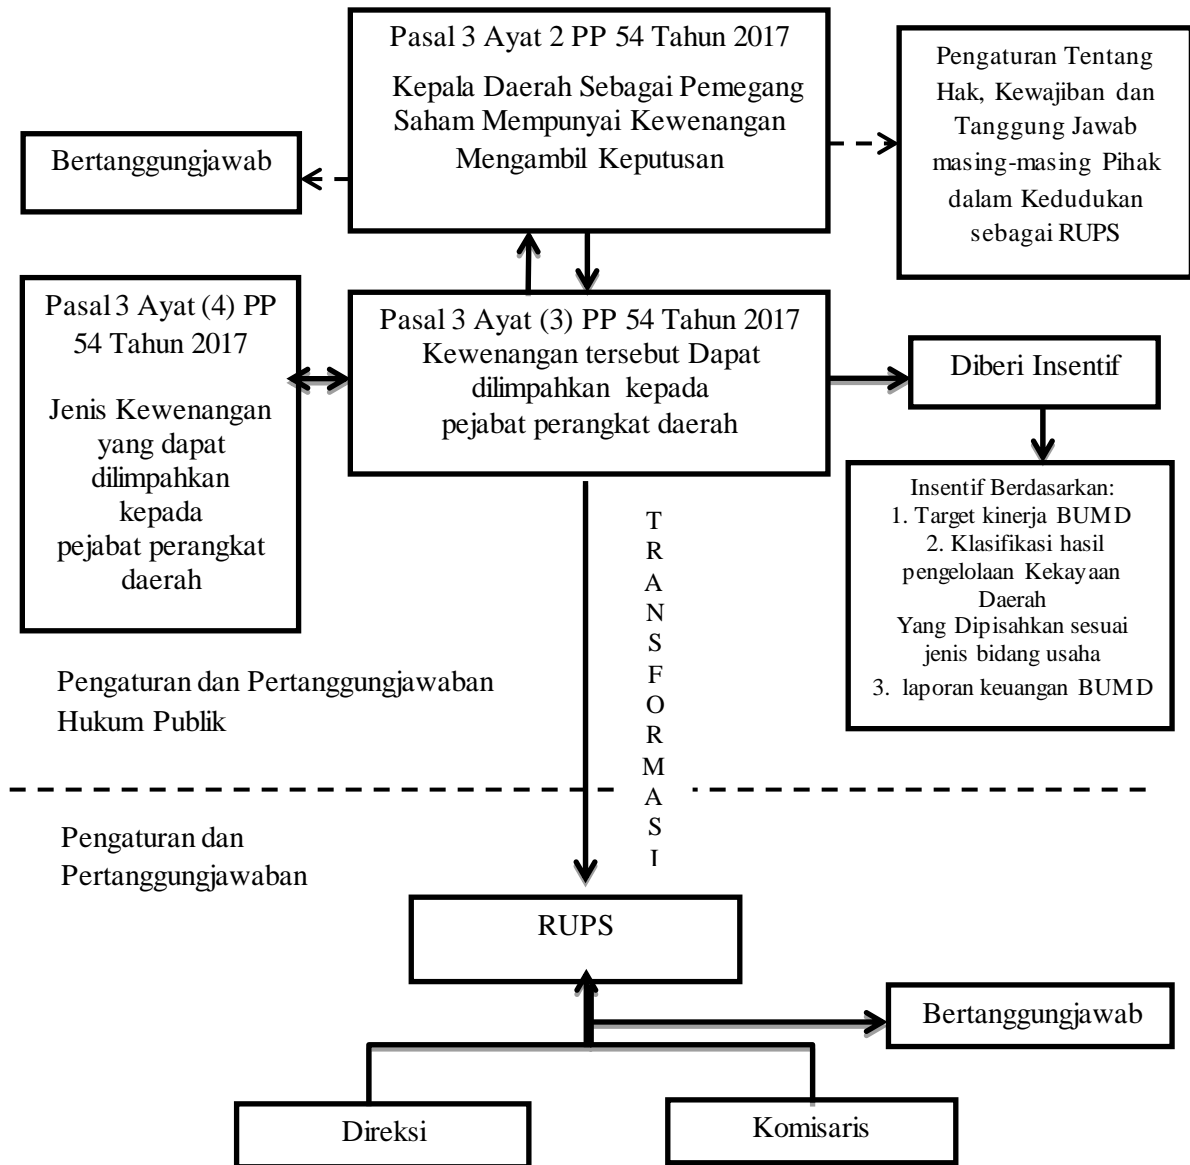 Pasal 3 Ayat 2 PP 54 Tahun 2017
Kepala Daerah Sebagai Pemegang
Saham Mempunyai Kewenangan
Mengambil Keputusan
Pengaturan Tentang
Hak, Kewajiban dan
Tanggung Jawab
masing-masing Pihak
dalam Kedudukan
sebagai RUPS
Bertanggungjawab
Pasal 3 Ayat (4) PP
54 Tahun 2017
Jenis Kewenangan
yang dapat
dilimpahkan
kepada
pejabat perangkat
daerah
Pasal 3 Ayat (3) PP 54 Tahun 2017
Kewenangan tersebut Dapat
dilimpahkan kepada
pejabat perangkat daerah
Diberi Insentif
Insentif Berdasarkan:
1. Target kinerja BUMD
2. Klasifikasi hasil
pengelolaan Kekayaan
Daerah
Yang Dipisahkan sesuai
jenis bidang usaha
3. laporan keuangan BUMD
T
R
A
N
S
F
O
R
M
A
S
I
Pengaturan dan Pertanggungjawaban
Hukum Publik
Pengaturan dan
Pertanggungjawaban
RUPS
Bertanggungjawab
Direksi
Komisaris